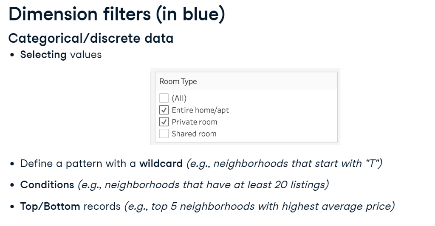 Dimension filters (in blue)
Categorical/discrete data
• Selecting values
Room Type
(All)
Entire home/apt
Private room
Shared room
• Define a pattern with a wildcard (e.g., neighborhoods that start with "T")
• Conditions (e.g., neighborhoods that have at least 20 listings)
• Top/Bottom records (e.g., top 5 neighborhoods with highest average price)